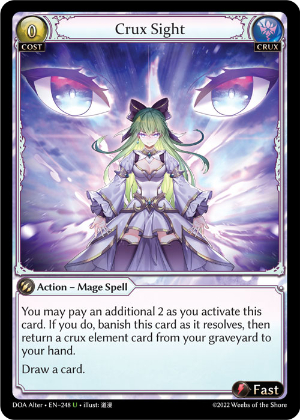 0
COST
Crux Sight
CRUX
Fast
Action – Mage Spell
You may pay an additional 2 as you activate this
card. If you do, banish this card as it resolves, then
return a crux element card from your graveyard to
your hand.
Draw a card.
DOA Alter • EN-248 U • illust: 湯浸
©2022 Weebs of the Shore